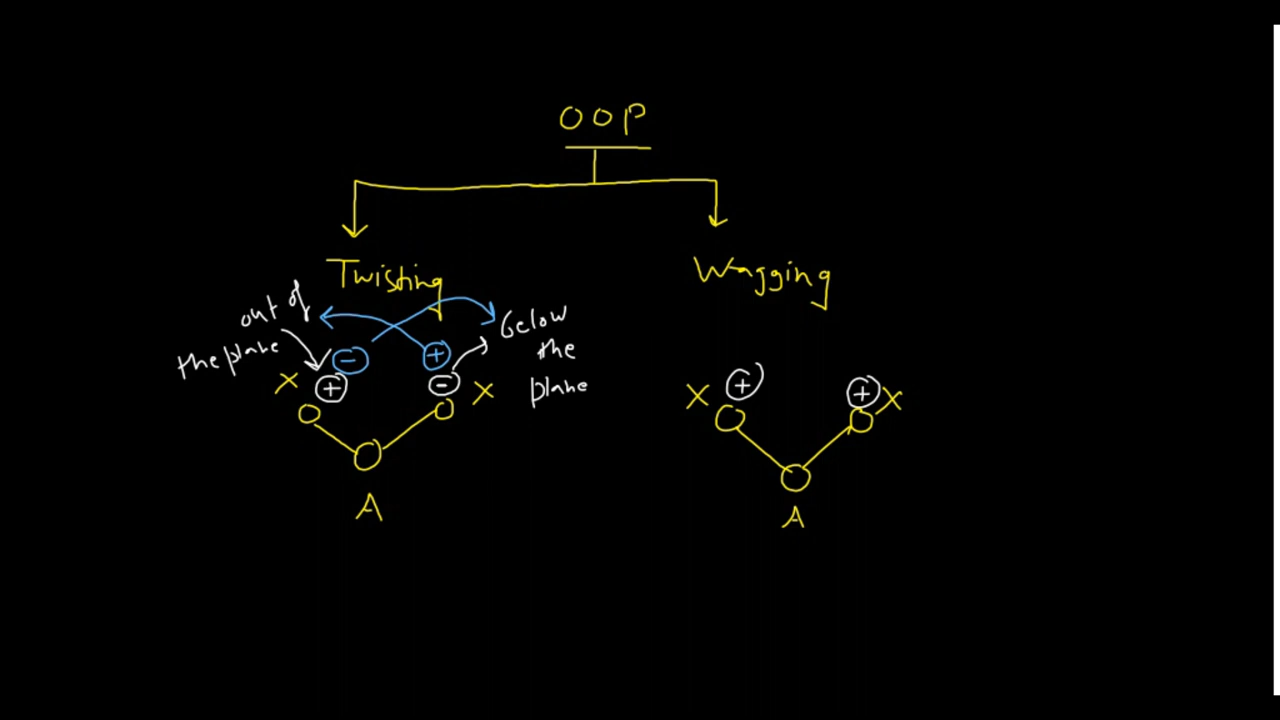 OOP
Twisting
Wagging
out of
the plane
below
the
plane
− +
X + − X
A
X + + X
A